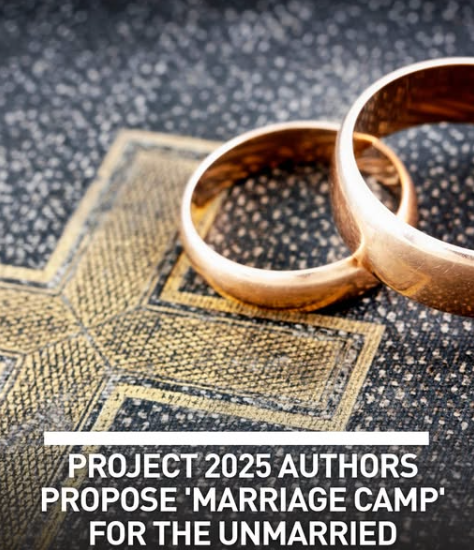 PROJECT 2025 AUTHORS
PROPOSE 'MARRIAGE CAMP'
FOR THE UNMARRIED